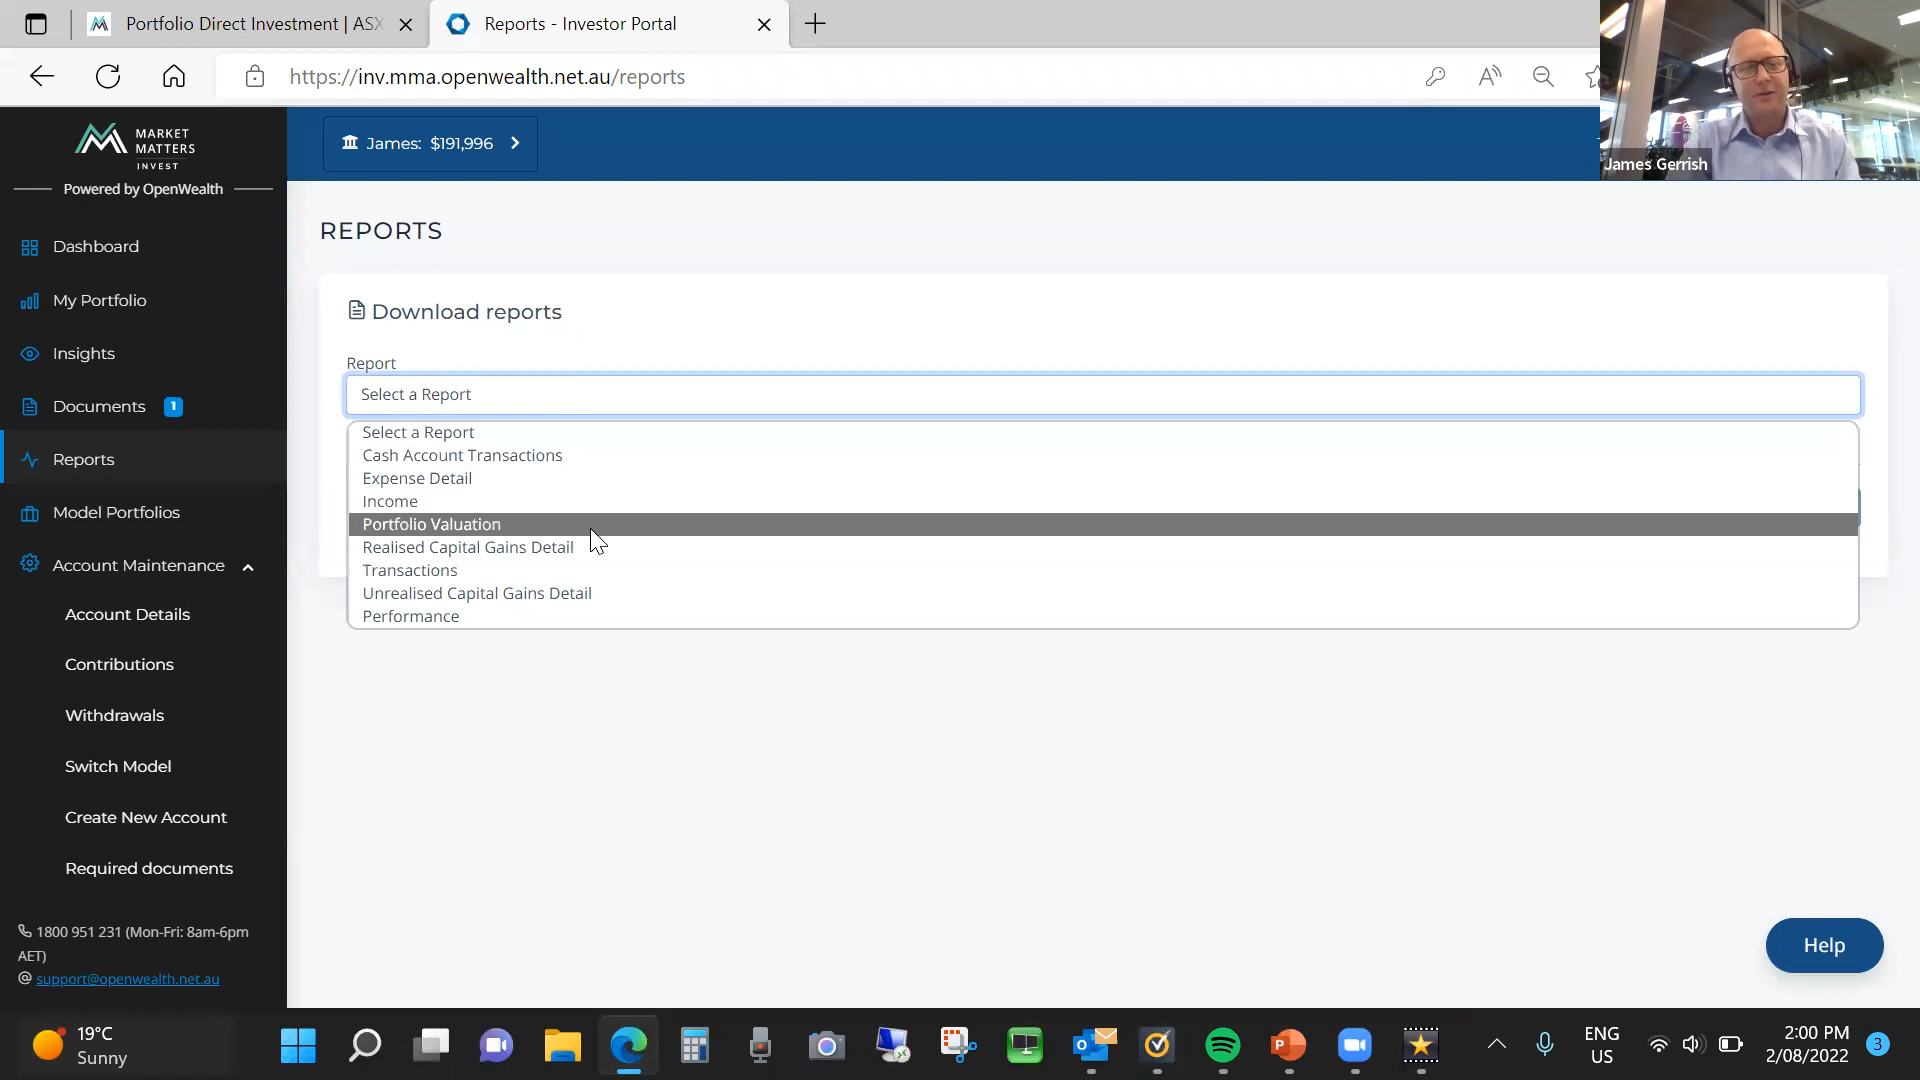 Portfolio Direct Investment | ASX
Reports - Investor Portal
https://inv.mma.openwealth.net.au/reports
James Gerrish
MARKET
MATTERS
INVEST
Powered by OpenWealth
James: $191,996
Dashboard
My Portfolio
Insights
Documents 1
Reports
Model Portfolios
Account Maintenance
Account Details
Contributions
Withdrawals
Switch Model
Create New Account
Required documents
1800 951 231 (Mon-Fri: 8am-6pm
AET)
@ support@openwealth.net.au
REPORTS
Download reports
Report
Select a Report
Select a Report
Cash Account Transactions
Expense Detail
Income
Portfolio Valuation
Realised Capital Gains Detail
Transactions
Unrealised Capital Gains Detail
Performance
Help
19°C
Sunny
ENG
US
2:00 PM
2/08/2022
3